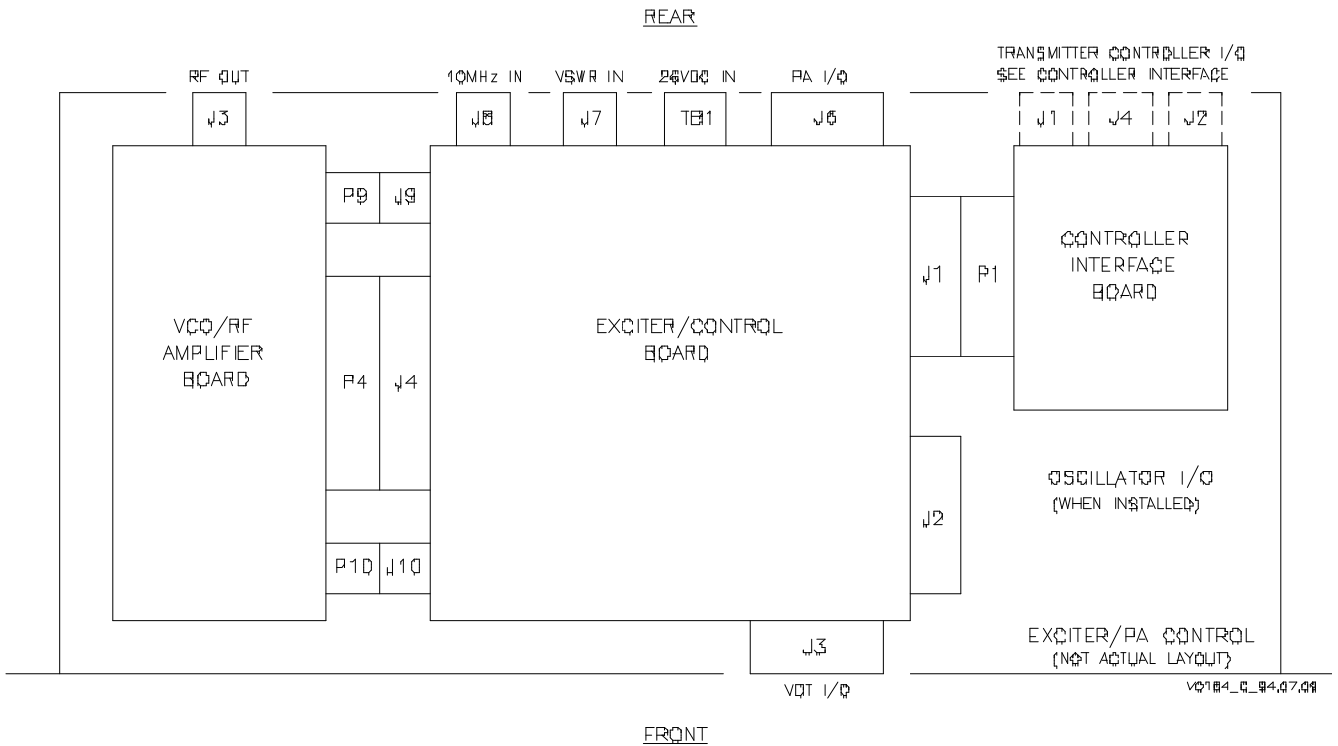 REAR
TRANSMITTER CONTROLLER I/O
SEE CONTROLLER INTERFACE
RF OUT
10MHz IN
VSWR IN
26VDC IN
PA I/O
J3
J8
J7
TB1
J6
J1
J4
J2
P9
J9
VCO/RF
AMPLIFIER
BOARD
P4
J4
P10
J10
EXCITER/CONTROL
BOARD
J1
P1
CONTROLLER
INTERFACE
BOARD
J2
OSCILLATOR I/O
(WHEN INSTALLED)
J3
EXCITER/PA CONTROL
(NOT ACTUAL LAYOUT)
VDT I/O
FRONT